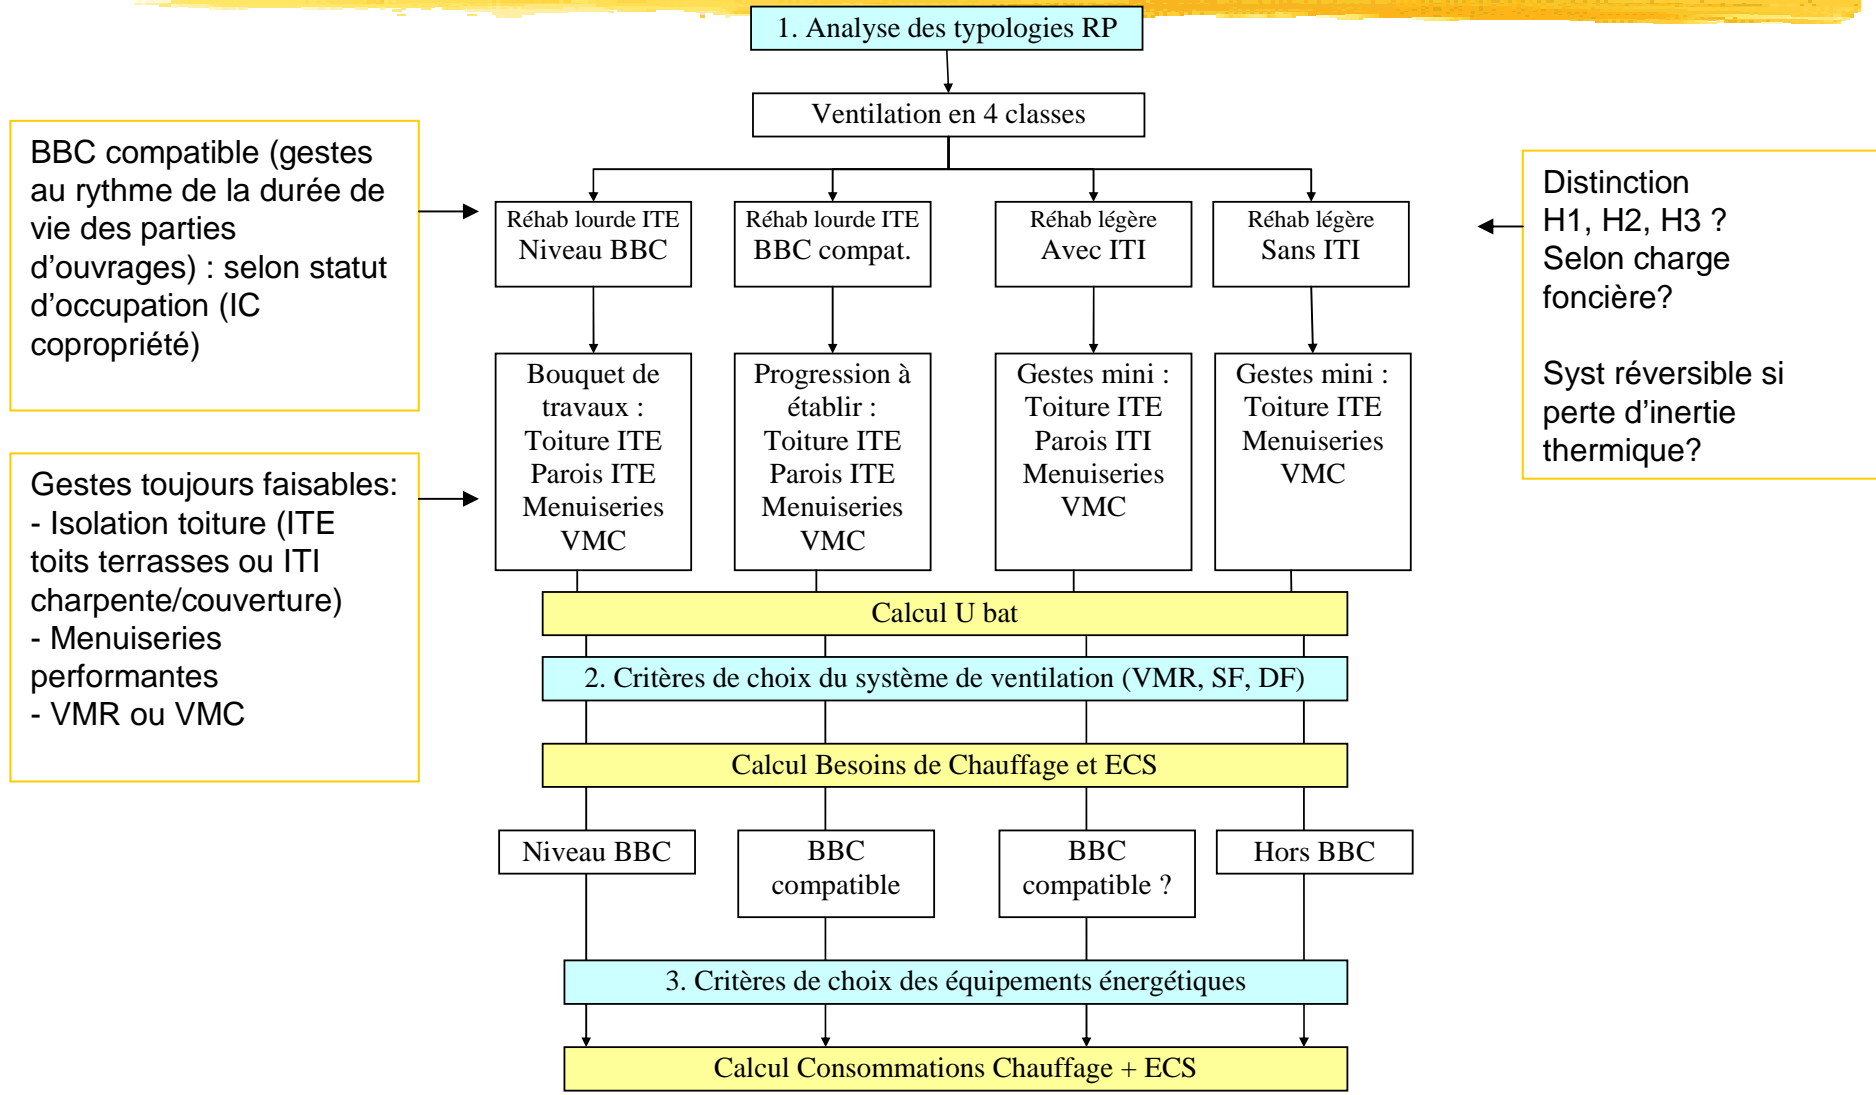 1. Analyse des typologies RP
Ventilation en 4 classes
BBC compatible (gestes
au rythme de la durée de
vie des parties
d'ouvrages) : selon statut
d'occupation (IC
copropriété)
Gestes toujours faisables:
- Isolation toiture (ITE
toits terrasses ou ITI
charpente/couverture)
- Menuiseries
performantes
- VMR ou VMC
Réhab lourde ITE
Niveau BBC
Réhab lourde ITE
BBC compat.
Réhab légère
Avec ITI
Réhab légère
Sans ITI
Distinction
H1, H2, H3 ?
Selon charge
foncière?
Syst réversible si
perte d'inertie
thermique?
Bouquet de
travaux :
Toiture ITE
Parois ITE
Menuiseries
VMC
Progression à
établir :
Toiture ITE
Parois ITE
Menuiseries
VMC
Gestes mini :
Toiture ITE
Parois ITI
Menuiseries
VMC
Gestes mini :
Toiture ITE
Menuiseries
VMC
Calcul U bat
2. Critères de choix du système de ventilation (VMR, SF, DF)
Calcul Besoins de Chauffage et ECS
Niveau BBC
BBC
compatible
BBC
compatible ?
Hors BBC
3. Critères de choix des équipements énergétiques
Calcul Consommations Chauffage + ECS